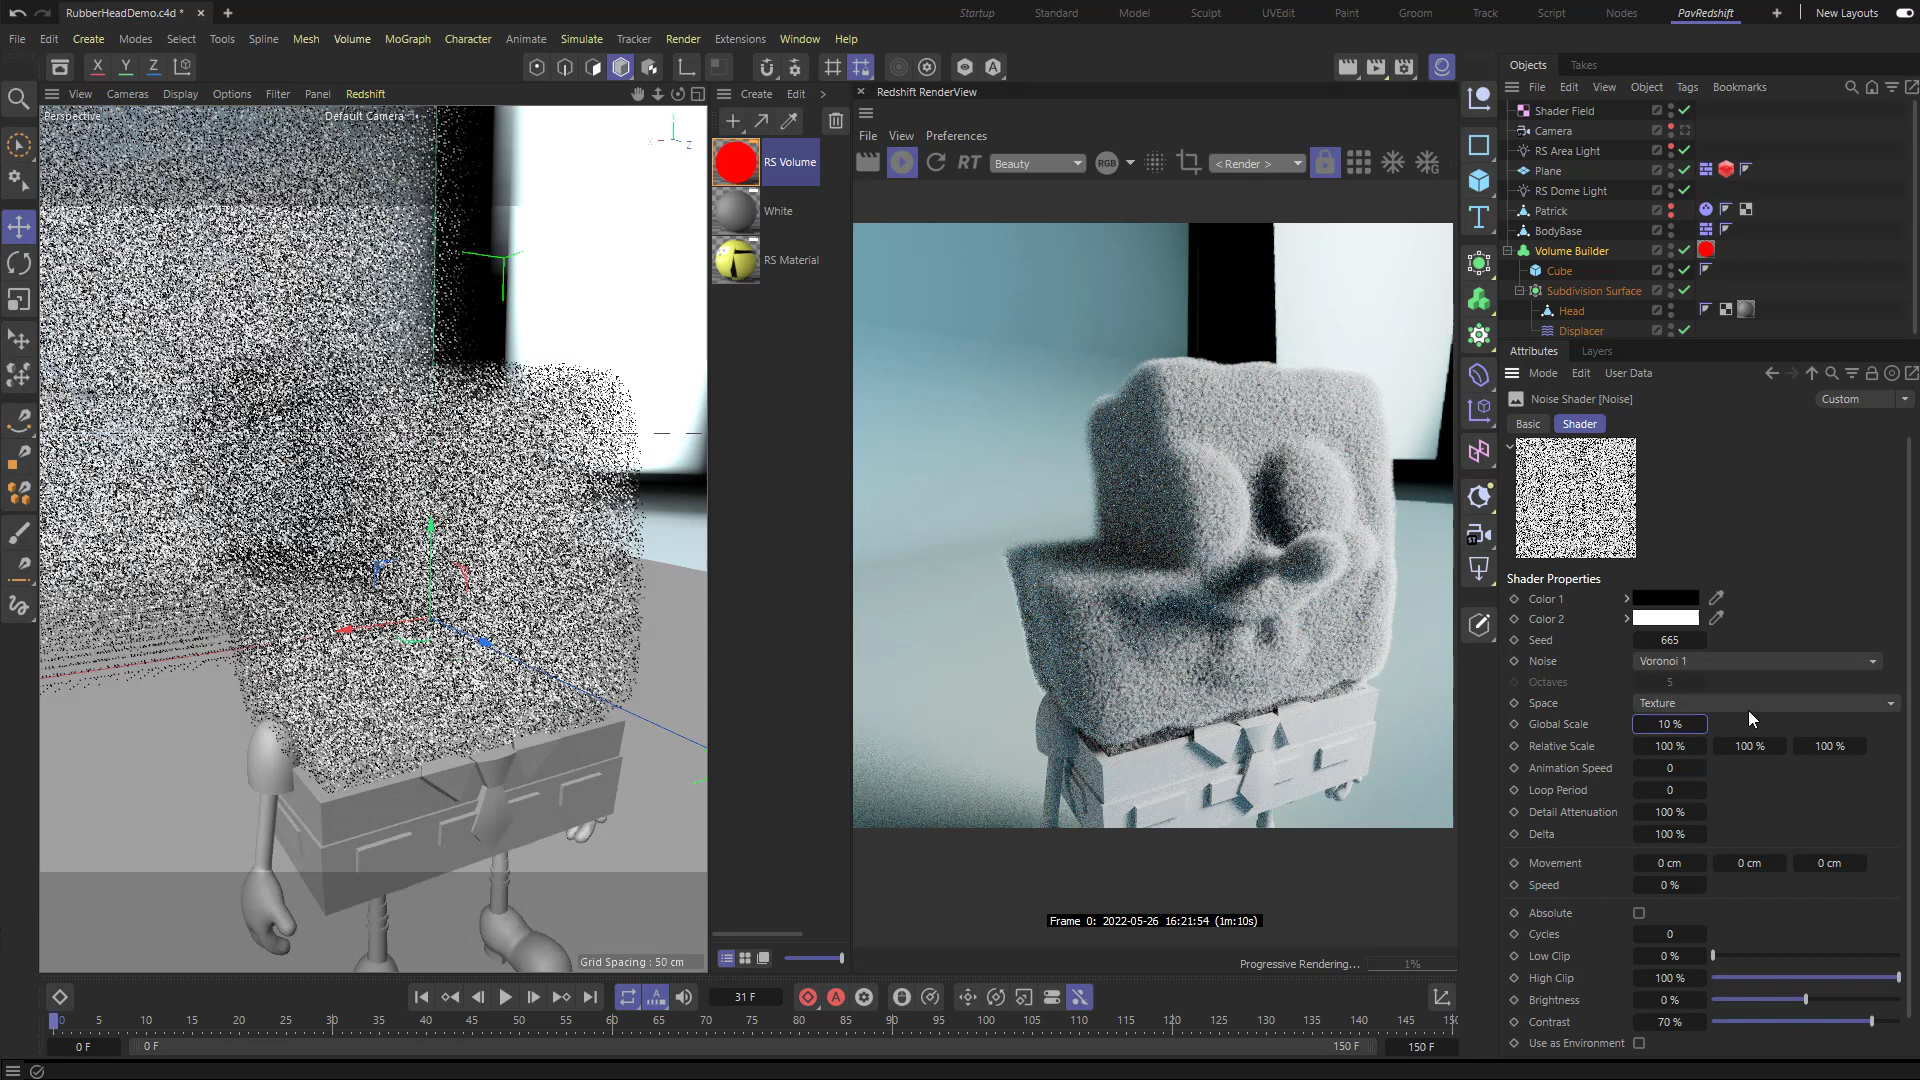 RubberHeadDemo.c4d *
Startup
Standard
Model
Sculpt
UVEdit
Paint
Groom
Track
Script
Nodes
PavRedshift
New Layouts
File
Edit
Create
Modes
Select
Tools
Spline
Mesh
Volume
MoGraph
Character
Animate
Simulate
Tracker
Render
Extensions
Window
Help
X
Y
Z
View
Cameras
Display
Options
Filter
Panel
Redshift
Perspective
Default Camera
Grid Spacing : 50 cm
Create
Edit
RS Volume
White
RS Material
Redshift RenderView
File
View
Preferences
RT
Beauty
RGB
< Render >
Frame 0: 2022-05-26 16:21:54 (1m:10s)
Progressive Rendering...
1%
Objects
Takes
File
Edit
View
Object
Tags
Bookmarks
Shader Field
Camera
RS Area Light
Plane
RS Dome Light
Patrick
BodyBase
Volume Builder
Cube
Subdivision Surface
Head
Displacer
Attributes
Layers
Mode
Edit
User Data
Noise Shader [Noise]
Custom
Basic
Shader
Shader Properties
Color 1
Color 2
Seed 665
Noise Voronoi 1
Octaves 5
Space Texture
Global Scale 10 %
Relative Scale 100 % 100 % 100 %
Animation Speed 0
Loop Period 0
Detail Attenuation 100 %
Delta 100 %
Movement 0 cm 0 cm 0 cm
Speed 0 %
Absolute
Cycles 0
Low Clip 0 %
High Clip 100 %
Brightness 0 %
Contrast 70 %
Use as Environment
31 F
0 5 10 15 20 25 30 35 40 45 50 55 60 65 70 75 80 85 90 95 100 105 110 115 120 125 130 135 140 145
0 F
0 F
150 F
150 F